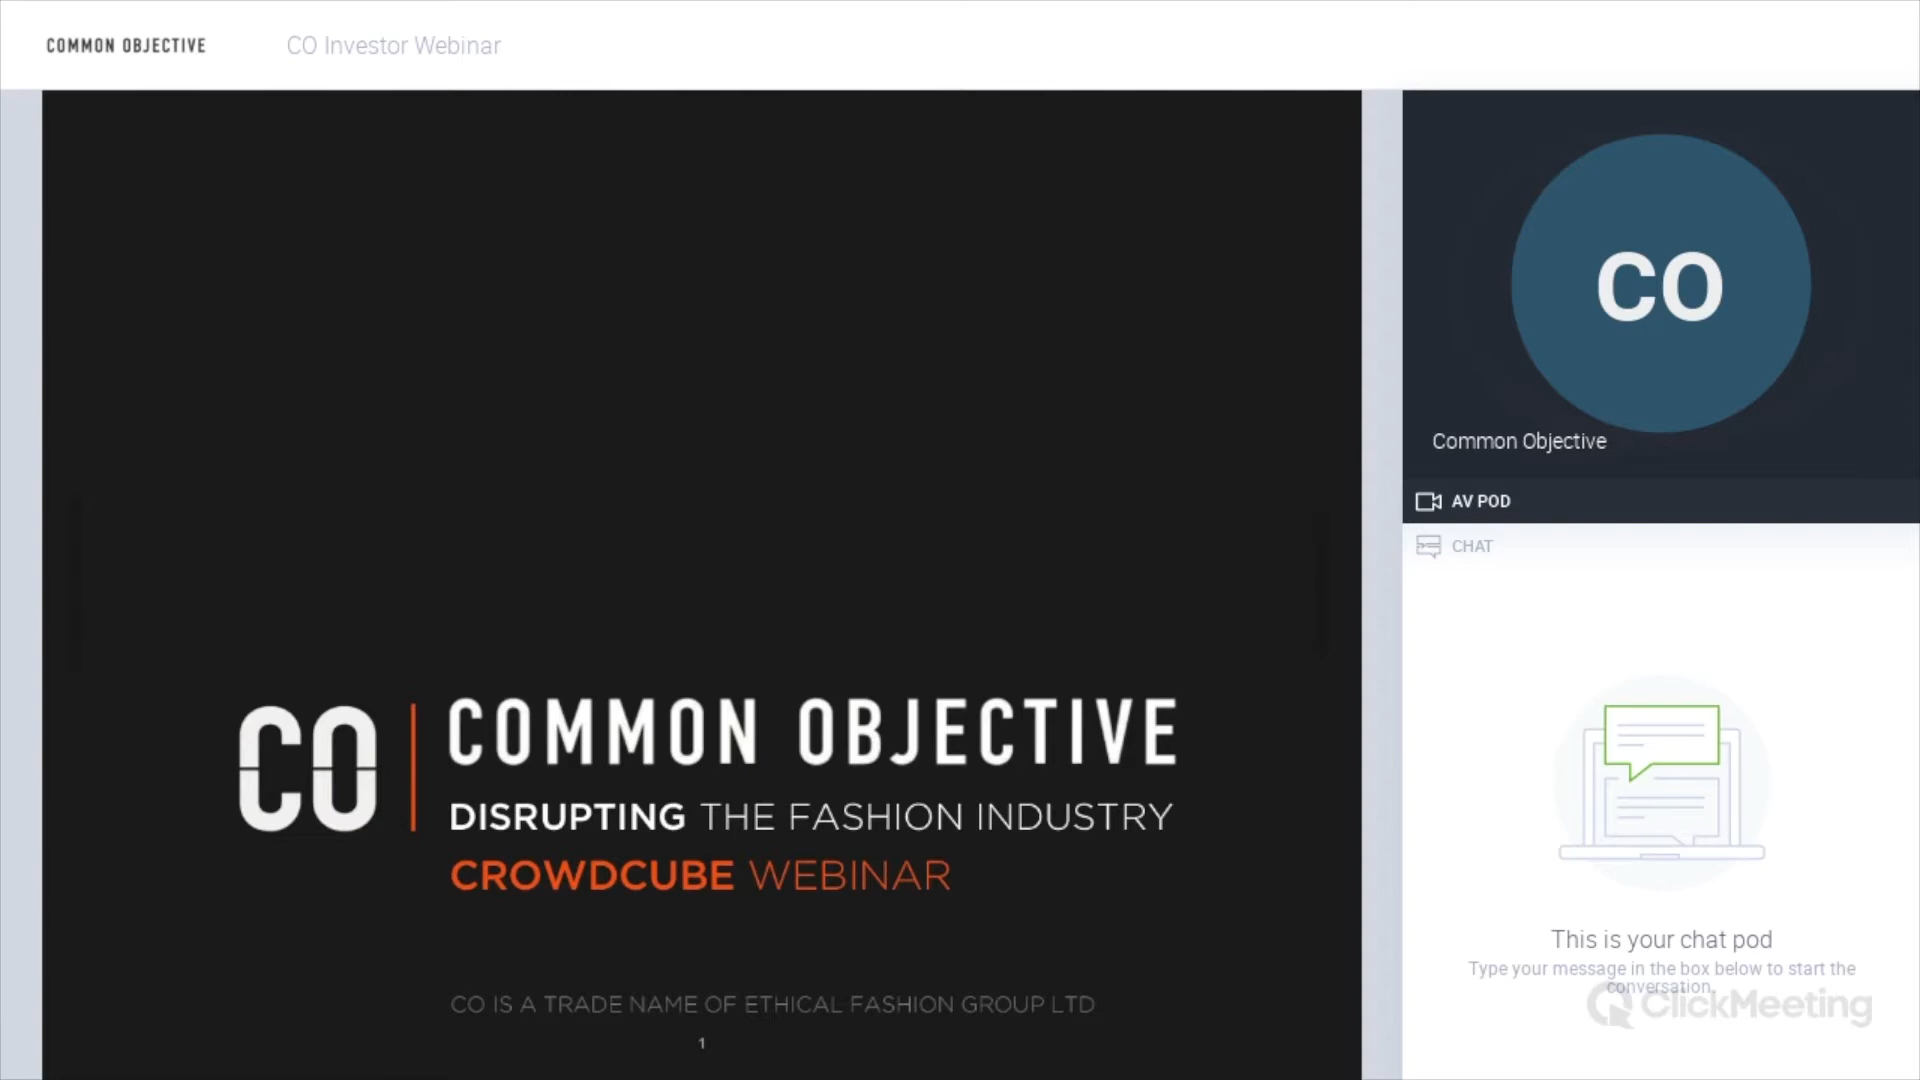 COMMON OBJECTIVE
CO Investor Webinar
CO
COMMON OBJECTIVE
DISRUPTING THE FASHION INDUSTRY
CROWDCUBE WEBINAR
CO IS A TRADE NAME OF ETHICAL FASHION GROUP LTD
1
CO
Common Objective
AV POD
CHAT
This is your chat pod
Type your message in the box below to start the
conversation.
ClickMeeting